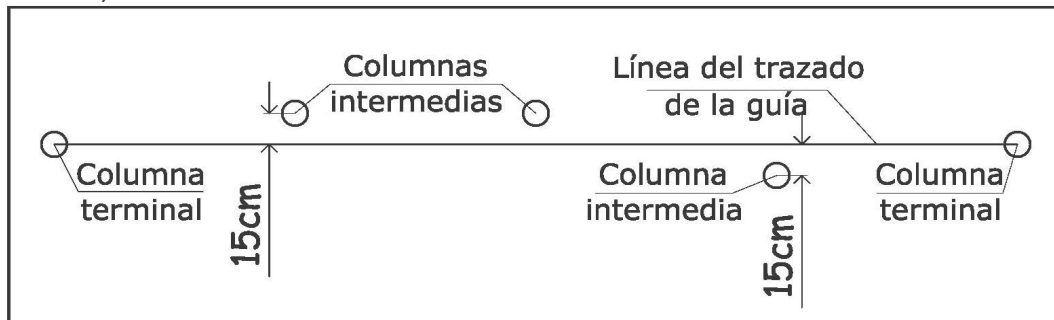 Columnas
intermedias
Línea del trazado
de la guía
Columna
terminal
15cm
Columna
intermedia
15cm
Columna
terminal